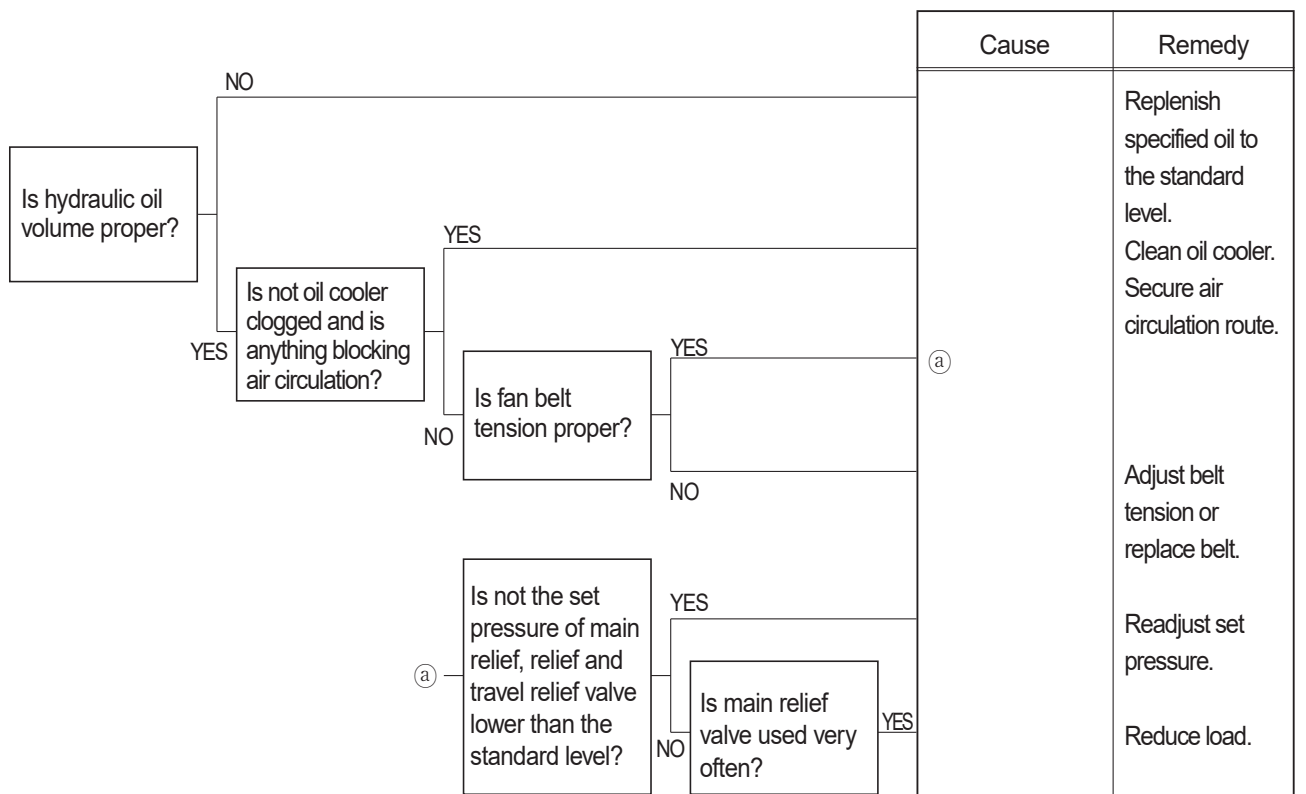 Cause
Remedy
NO
Replenish
specified oil to
the standard
level.
Is hydraulic oil
volume proper?
YES
Clean oil cooler.
Secure air
circulation route.
YES
Is not oil cooler
clogged and is
anything blocking
air circulation?
YES
ⓐ
NO
Is fan belt
tension proper?
NO
Adjust belt
tension or
replace belt.
ⓐ
Is not the set
pressure of main
relief, relief and
travel relief valve
lower than the
standard level?
YES
Readjust set
pressure.
NO
Is main relief
valve used very
often?
YES
Reduce load.